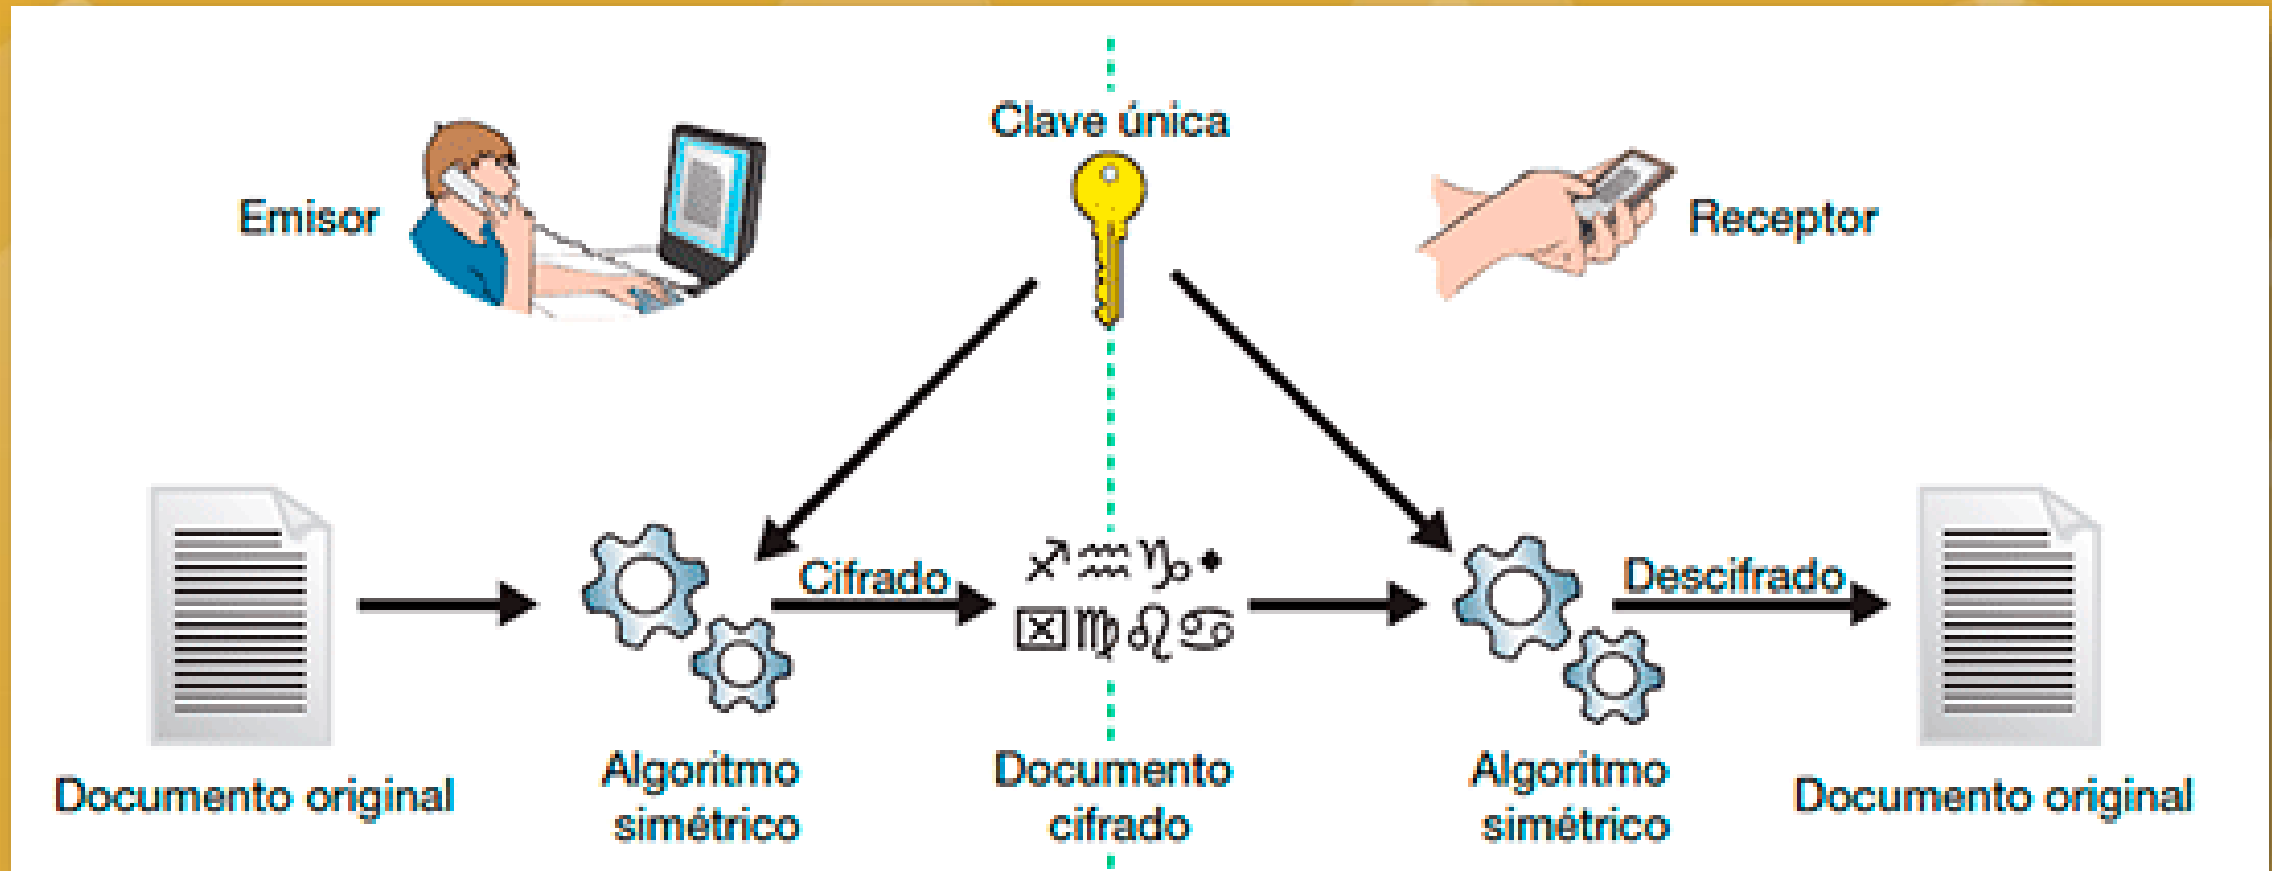 Clave única
Emisor
Receptor
Cifrado
Descifrado
Documento original
Algoritmo
simétrico
Documento
cifrado
Algoritmo
simétrico
Documento original